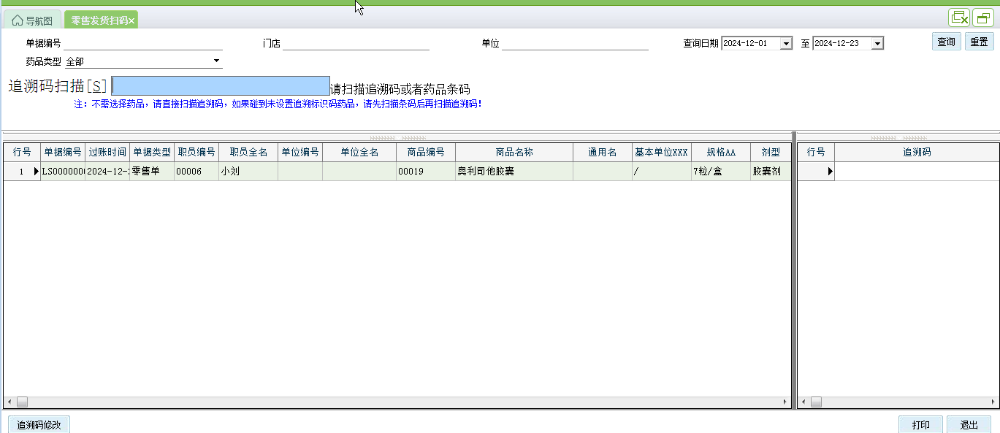 导航图 零售发货扫码x
单据编号 门店 单位 查询日期 2024-12-01 至 2024-12-23 查询 重置
药品类型 全部
追溯码扫描[S] 请扫描追溯码或者药品条码
注：不需选择药品，请直接扫描追溯码，如果碰到未设置追溯标识码药品，请先扫描条码后再扫描追溯码！
行号 单据编号 过账时间 单据类型 职员编号 职员全名 单位编号 单位全名 商品编号 商品名称 通用名 基本单位XXX 规格AA 剂型 行号 追溯码
1 LS000000 2024-12- 零售单 00006 小刘 00019 奥利司他胶囊 / 7粒/盒 胶囊剂
追溯码修改 打印 退出